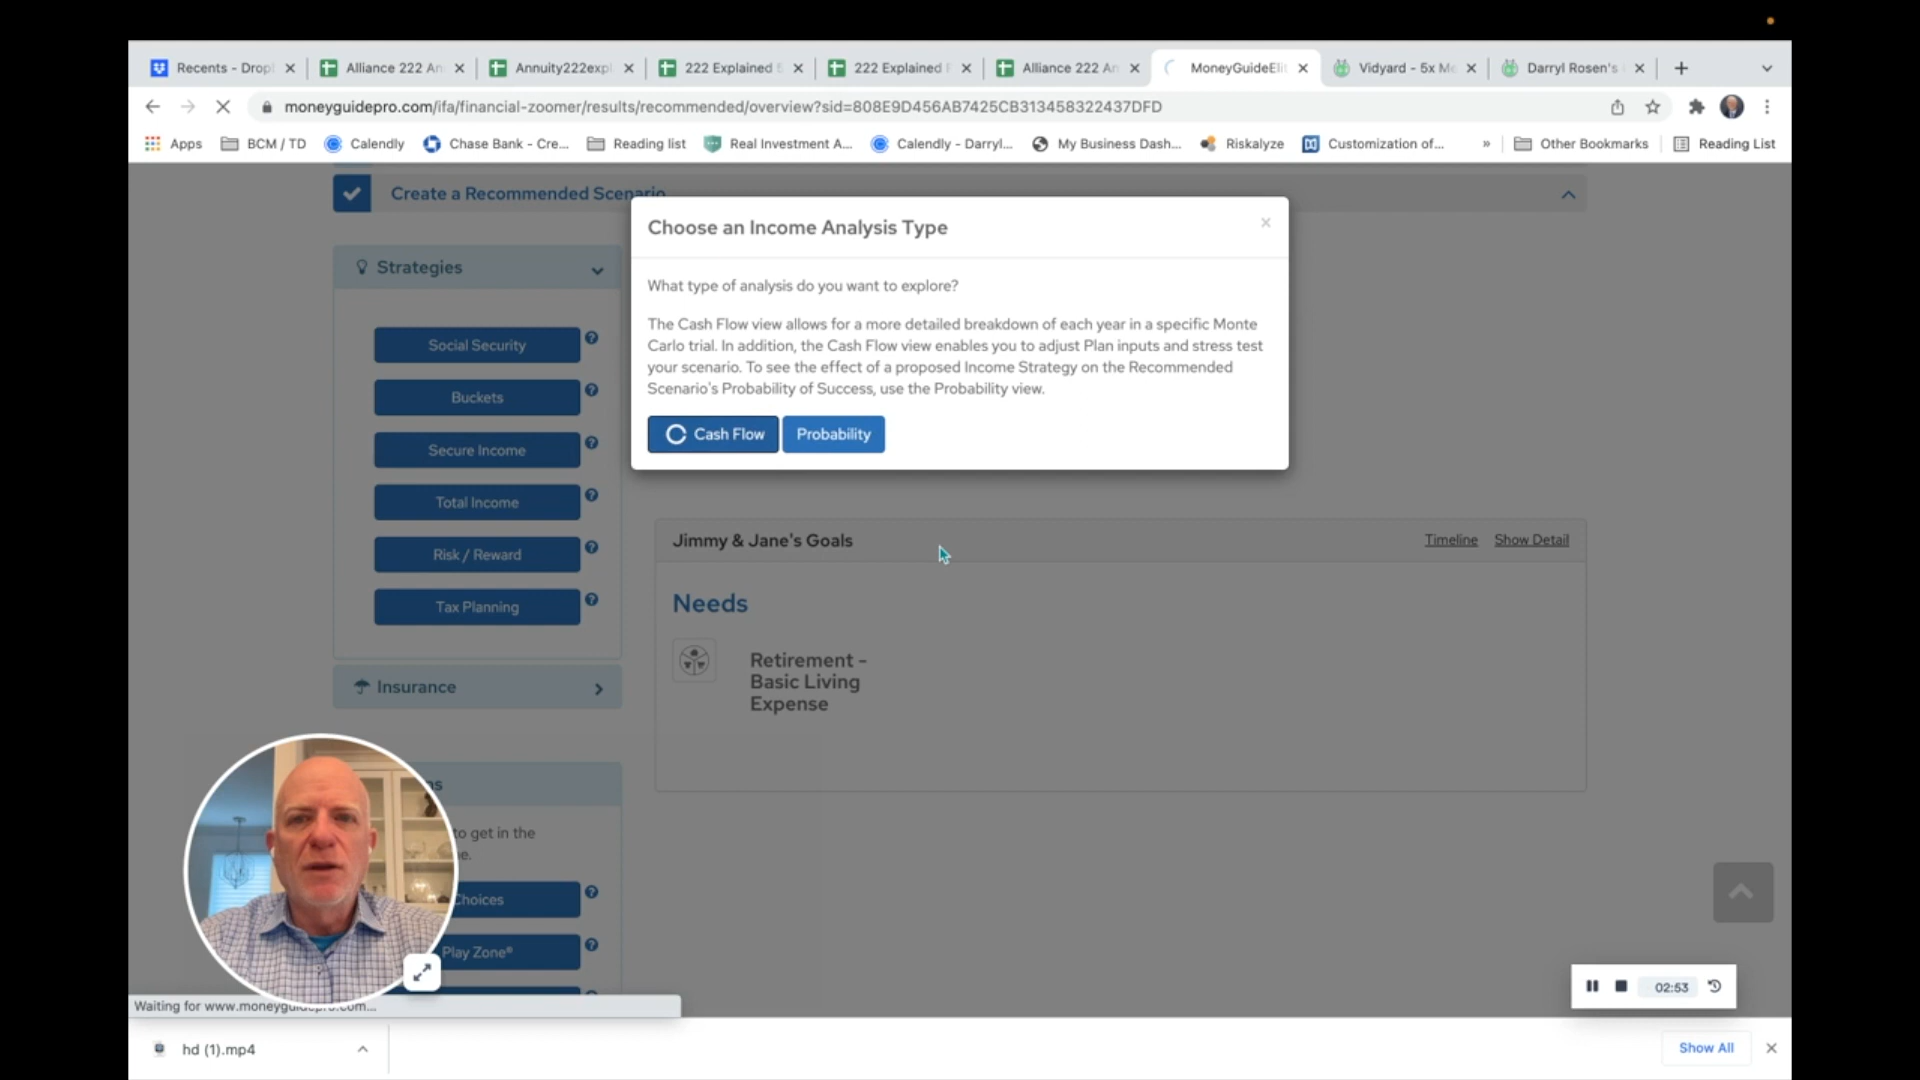 Recents - Drop
Alliance 222 An
Annuity222expl
222 Explained
222 Explained
Alliance 222 An
MoneyGuideEli
Vidyard - 5x Me
Darryl Rosen's
moneyguidepro.com/ifa/financial-zoomer/results/recommended/overview?sid=808E9D456AB7425CB313458322437DFD
Apps
BCM / TD
Calendly
Chase Bank - Cre...
Reading list
Real Investment A...
Calendly - Darryl...
My Business Dash...
Riskalyze
Customization of...
»
Other Bookmarks
Reading List
Create a Recommended Scenario
Choose an Income Analysis Type
What type of analysis do you want to explore?
The Cash Flow view allows for a more detailed breakdown of each year in a specific Monte
Carlo trial. In addition, the Cash Flow view enables you to adjust Plan inputs and stress test
your scenario. To see the effect of a proposed Income Strategy on the Recommended
Scenario's Probability of Success, use the Probability view.
Cash Flow
Probability
Strategies
Social Security
Buckets
Secure Income
Total Income
Risk / Reward
Tax Planning
Insurance
Jimmy & Jane's Goals
Timeline
Show Detail
Needs
Retirement -
Basic Living
Expense
to get in the
Choices
Play Zone®
02:53
Waiting for www.moneyguidepro.com...
hd (1).mp4
Show All